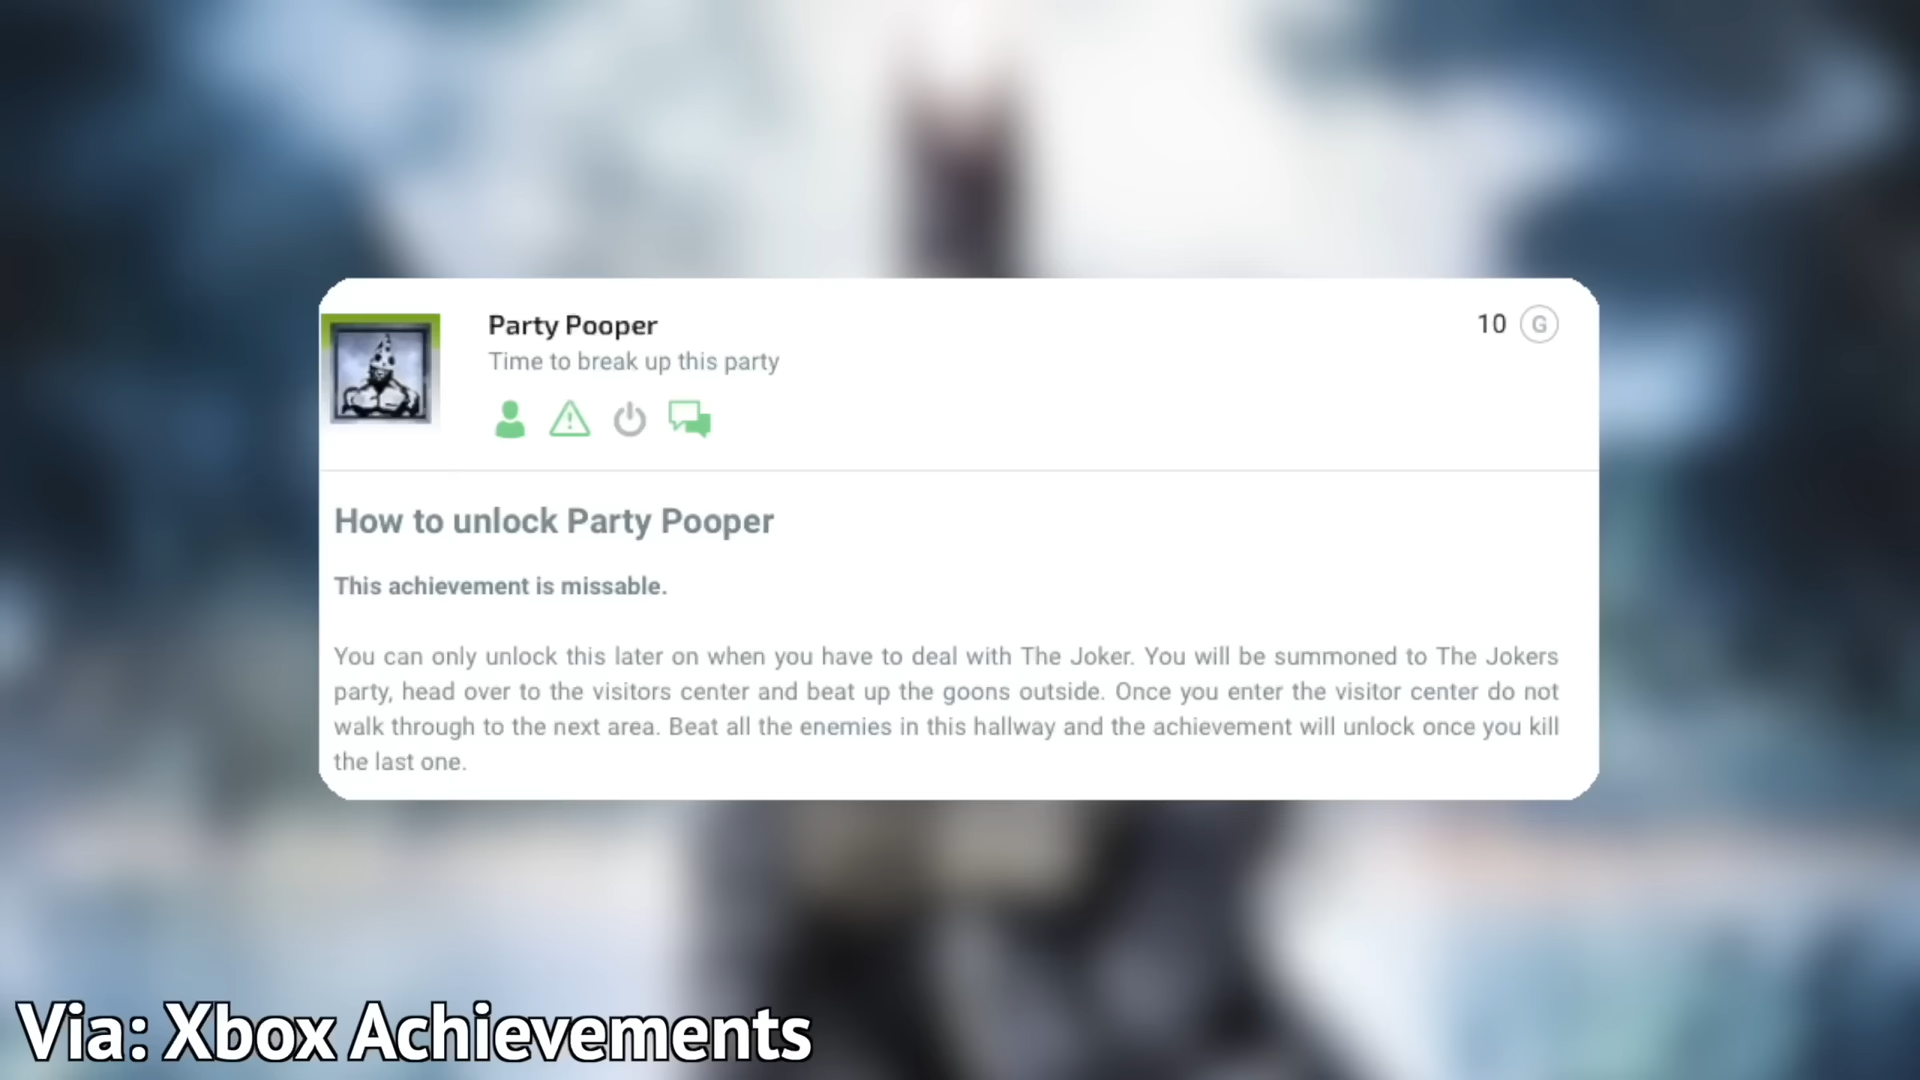 Party Pooper
10 G
Time to break up this party
How to unlock Party Pooper
This achievement is missable.
You can only unlock this later on when you have to deal with The Joker. You will be summoned to The Jokers
party, head over to the visitors center and beat up the goons outside. Once you enter the visitor center do not
walk through to the next area. Beat all the enemies in this hallway and the achievement will unlock once you kill
the last one.
Via: Xbox Achievements